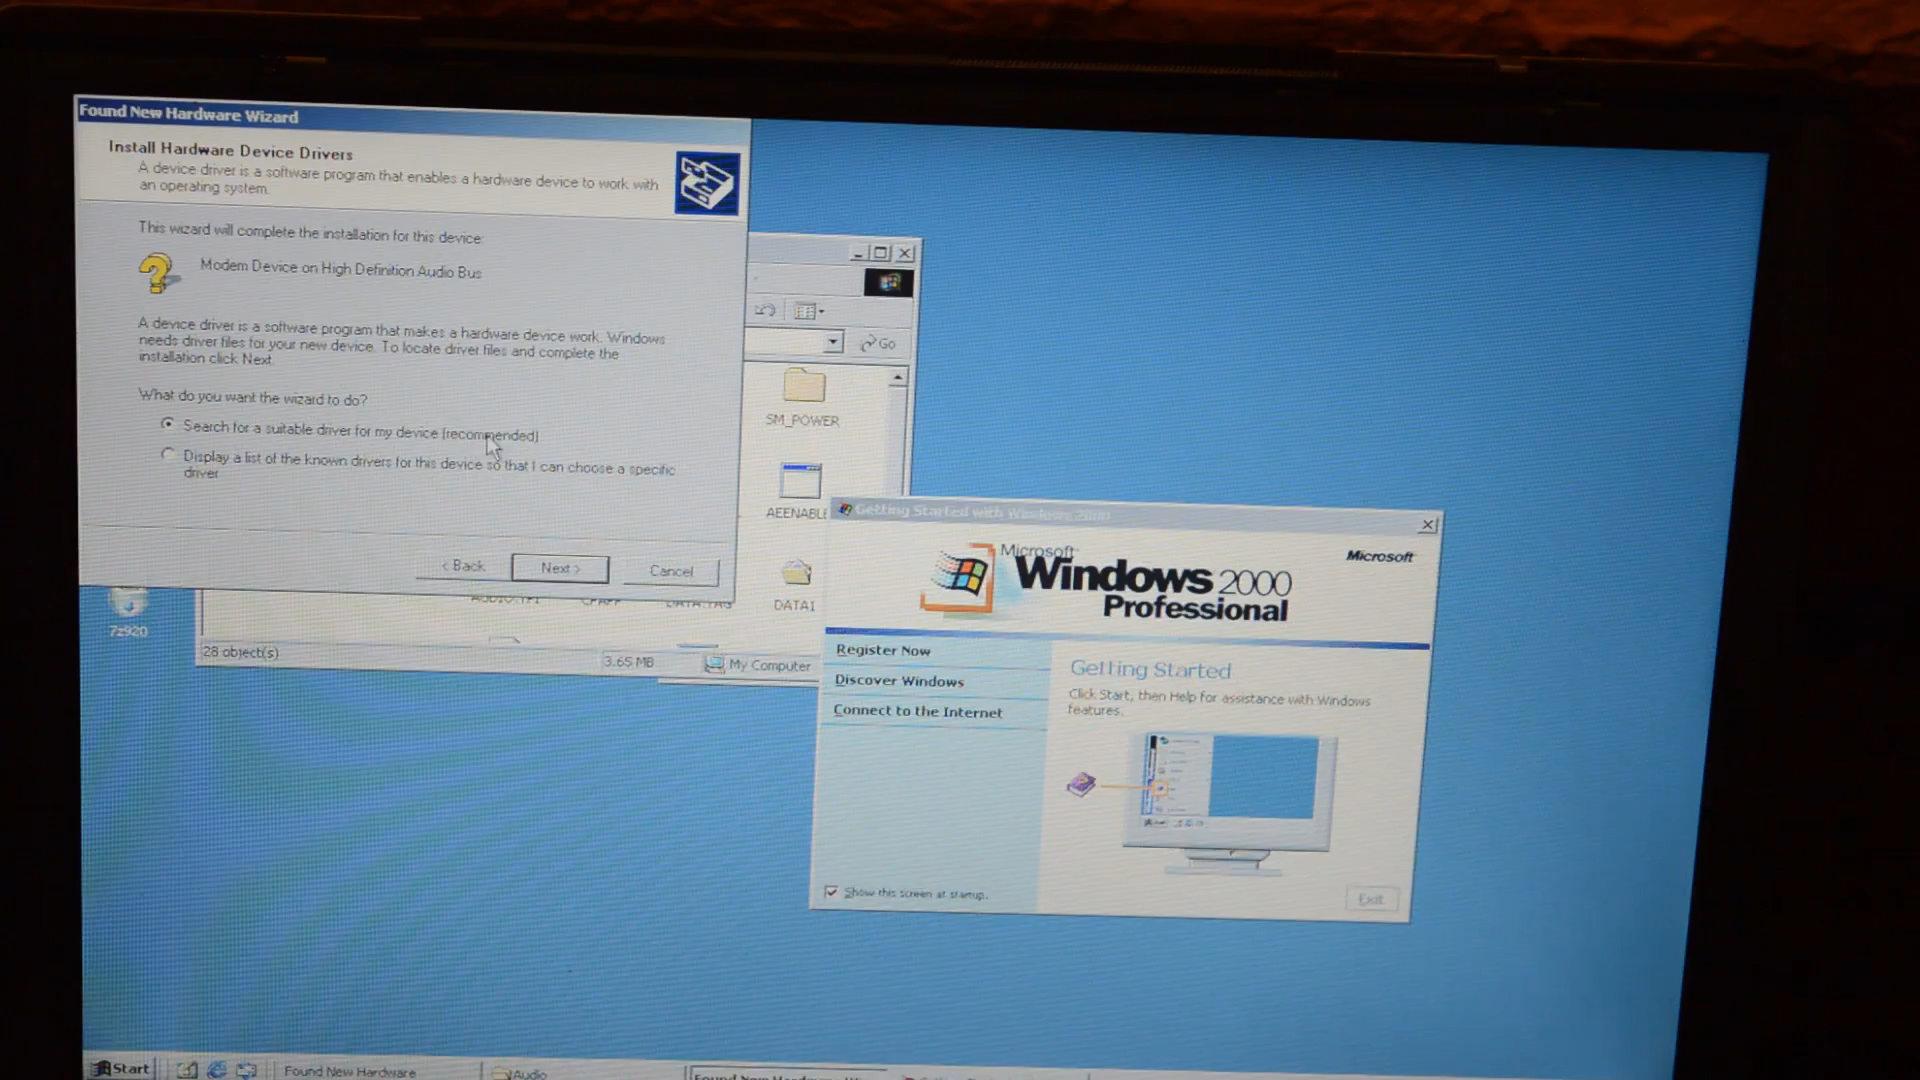 Found New Hardware Wizard
Install Hardware Device Drivers
A device driver is a software program that enables a hardware device to work with
an operating system.
This wizard will complete the installation for this device:
Modem Device on High Definition Audio Bus
A device driver is a software program that makes a hardware device work. Windows
needs driver files for your new device. To locate driver files and complete the
installation click Next.
What do you want the wizard to do?
Search for a suitable driver for my device (recommended)
Display a list of the known drivers for this device so that I can choose a specific
driver
< Back
Next >
Cancel
Go
SM_POWER
AEENABLE
DATA1
28 object(s)
3.65 MB
My Computer
7z920
Getting Started with Windows 2000
Microsoft
Windows 2000
Professional
Microsoft
Register Now
Discover Windows
Connect to the Internet
Getting Started
Click Start, then Help for assistance with Windows
features.
Show this screen at startup.
Exit
Start
Found New Hardware
Audio